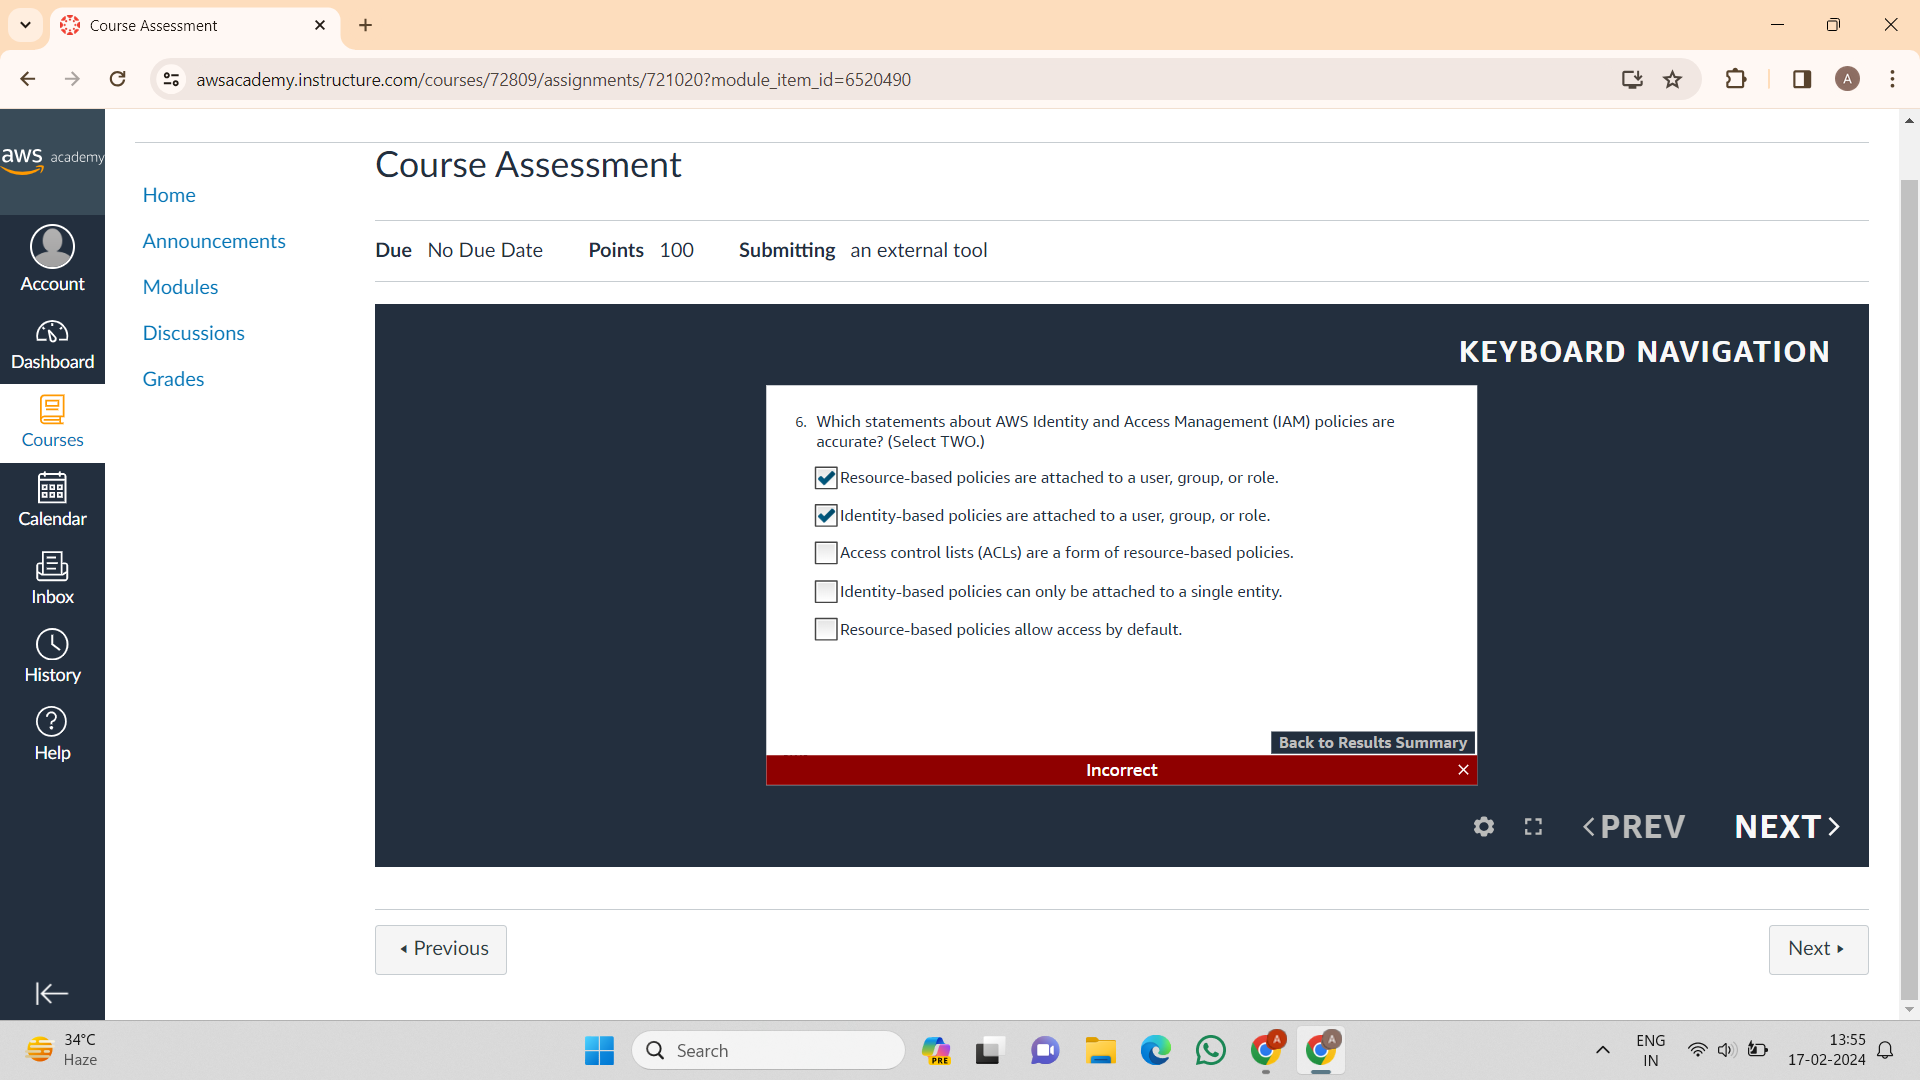 Course Assessment
awsacademy.instructure.com/courses/72809/assignments/721020?module_item_id=6520490
A
aws academy
Account
Dashboard
Courses
Calendar
Inbox
History
Help
Home
Announcements
Modules
Discussions
Grades
Course Assessment
Due No Due Date Points 100 Submitting an external tool
KEYBOARD NAVIGATION
6. Which statements about AWS Identity and Access Management (IAM) policies are
accurate? (Select TWO.)
Resource-based policies are attached to a user, group, or role.
Identity-based policies are attached to a user, group, or role.
Access control lists (ACLs) are a form of resource-based policies.
Identity-based policies can only be attached to a single entity.
Resource-based policies allow access by default.
Back to Results Summary
Incorrect
PREV NEXT
Previous
Next
34°C
Haze
Search
PRE
A
A
ENG
IN
13:55
17-02-2024